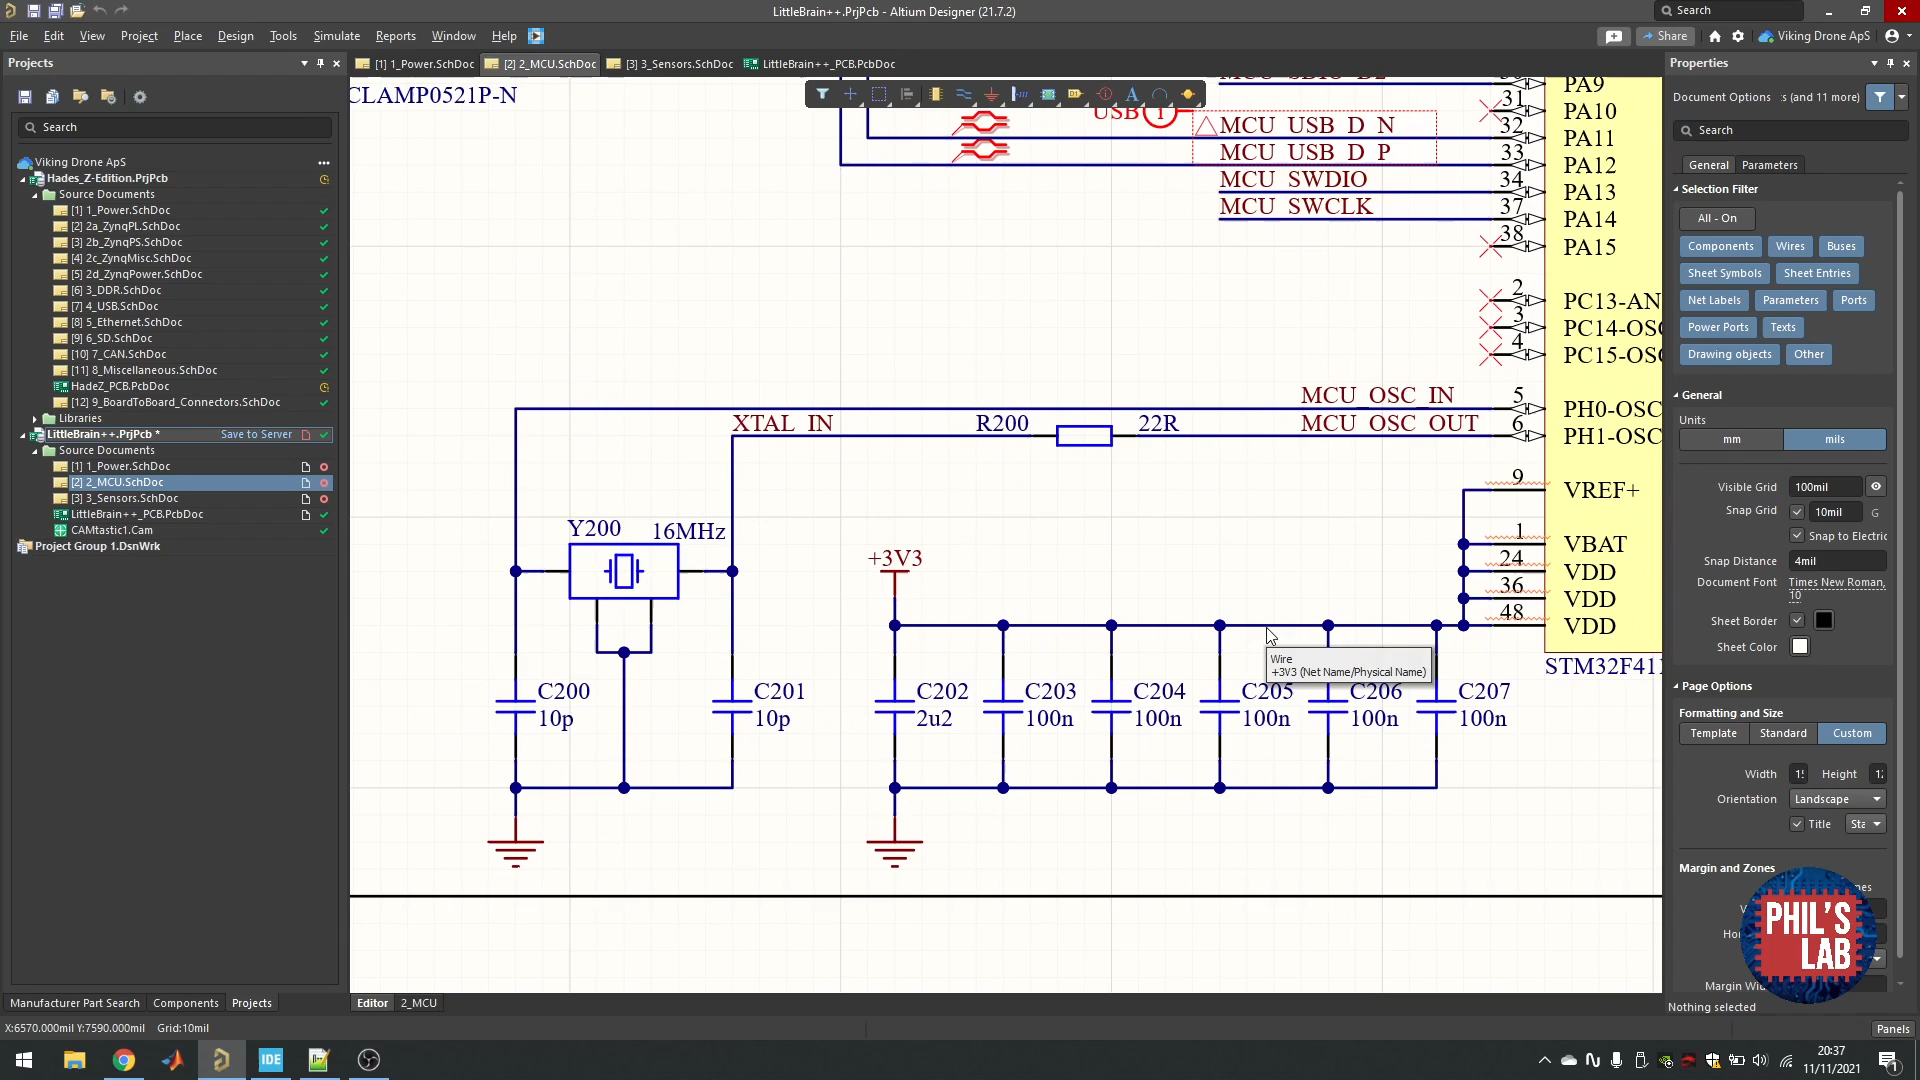 LittleBrain++.PrjPcb - Altium Designer (21.7.2)
Search
File Edit View Project Place Design Tools Simulate Reports Window Help
Share
Viking Drone ApS
Projects
[1] 1_Power.SchDoc
[2] 2_MCU.SchDoc
[3] 3_Sensors.SchDoc
LittleBrain++_PCB.PcbDoc
Properties
Document Options
(and 11 more)
Search
Search
Viking Drone ApS
Hades_Z-Edition.PrjPcb
Source Documents
[1] 1_Power.SchDoc
[2] 2a_ZynqPL.SchDoc
[3] 2b_ZynqPS.SchDoc
[4] 2c_ZynqMisc.SchDoc
[5] 2d_ZynqPower.SchDoc
[6] 3_DDR.SchDoc
[7] 4_USB.SchDoc
[8] 5_Ethernet.SchDoc
[9] 6_SD.SchDoc
[10] 7_CAN.SchDoc
[11] 8_Miscellaneous.SchDoc
HadeZ_PCB.PcbDoc
[12] 9_BoardToBoard_Connectors.SchDoc
Libraries
LittleBrain++.PrjPcb *
Save to Server
Source Documents
[1] 1_Power.SchDoc
[2] 2_MCU.SchDoc
[3] 3_Sensors.SchDoc
LittleBrain++_PCB.PcbDoc
CAMtastic1.Cam
Project Group 1.DsnWrk
Manufacturer Part Search
Components
Projects
CLAMP0521P-N
USB
1
MCU USB D N
MCU USB D P
MCU SWDIO
MCU SWCLK
PA9
31 PA10
32 PA11
33 PA12
34 PA13
37 PA14
38 PA15
2 PC13-AN
3 PC14-OSC
4 PC15-OSC
MCU OSC IN
5 PH0-OSC
XTAL IN
R200
22R
MCU OSC OUT
6 PH1-OSC
9 VREF+
1 VBAT
24 VDD
36 VDD
48 VDD
STM32F411
Y200
16MHz
+3V3
Wire
+3V3 (Net Name/Physical Name)
C200
10p
C201
10p
C202
2u2
C203
100n
C204
100n
C205
100n
C206
100n
C207
100n
Editor
2_MCU
General
Parameters
Selection Filter
All - On
Components Wires Buses
Sheet Symbols Sheet Entries
Net Labels Parameters Ports
Power Ports Texts
Drawing objects Other
General
Units
mm
mils
Visible Grid 100mil
Snap Grid 10mil G
Snap to Electric
Snap Distance 4mil
Document Font Times New Roman,
10
Sheet Border
Sheet Color
Page Options
Formatting and Size
Template Standard Custom
Width
Height
Orientation Landscape
Title
Margin and Zones
PHIL'S
LAB
Nothing selected
X:6570.000mil Y:7590.000mil Grid:10mil
Panels
IDE
20:37
11/11/2021
1